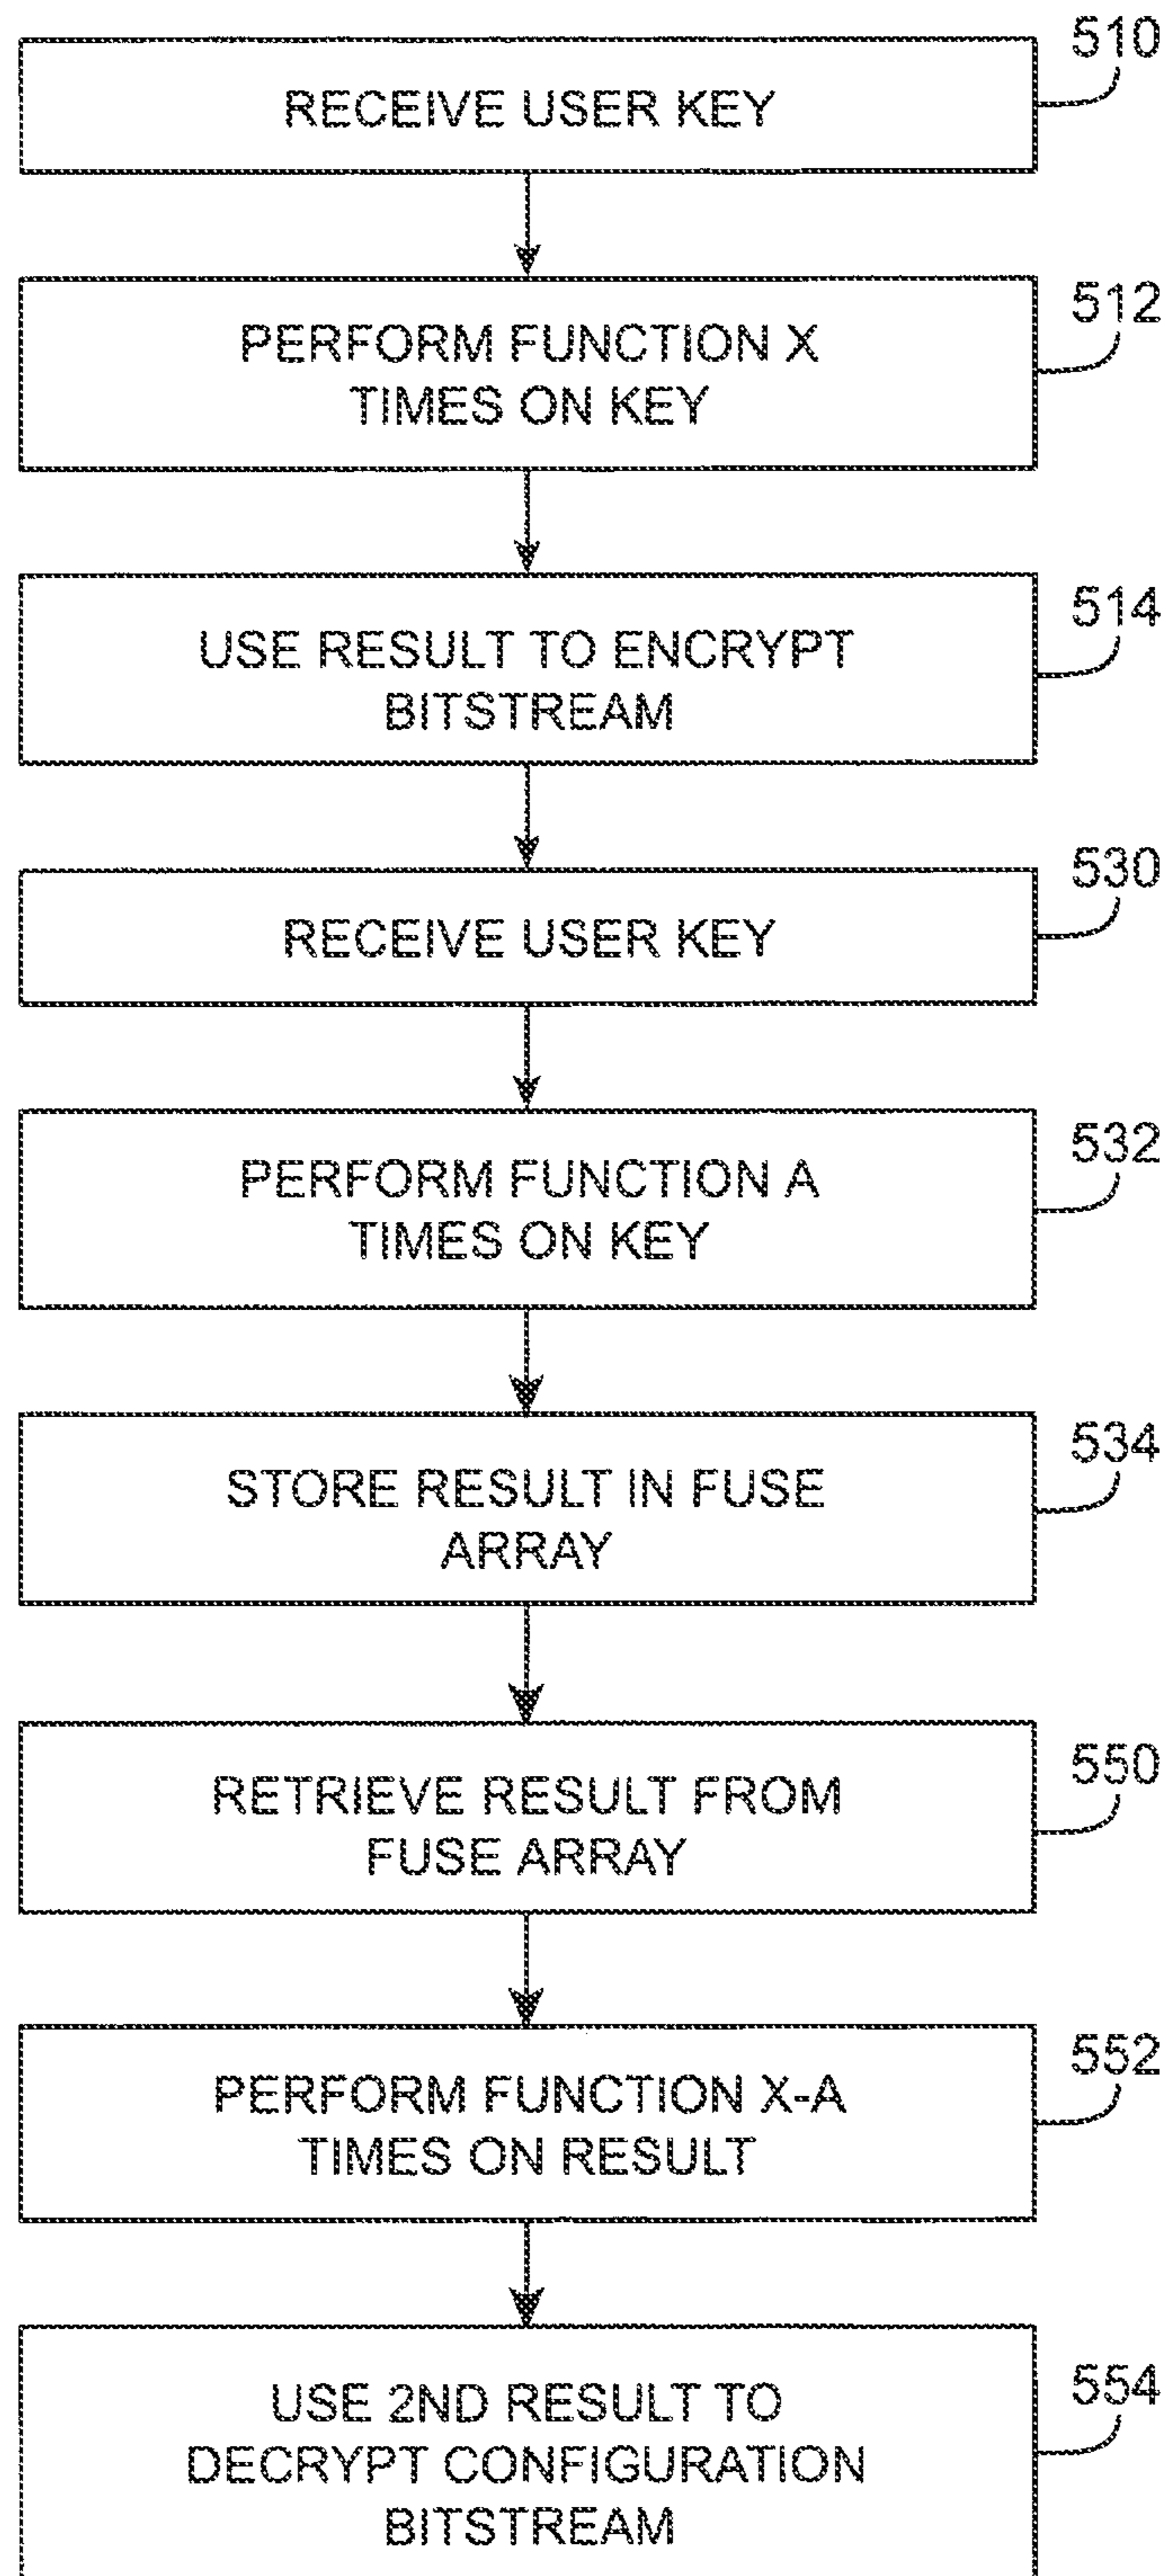 510
RECEIVE USER KEY
512
PERFORM FUNCTION X
TIMES ON KEY
514
USE RESULT TO ENCRYPT
BITSTREAM
530
RECEIVE USER KEY
532
PERFORM FUNCTION A
TIMES ON KEY
534
STORE RESULT IN FUSE
ARRAY
550
RETRIEVE RESULT FROM
FUSE ARRAY
552
PERFORM FUNCTION X-A
TIMES ON RESULT
554
USE 2ND RESULT TO
DECRYPT CONFIGURATION
BITSTREAM